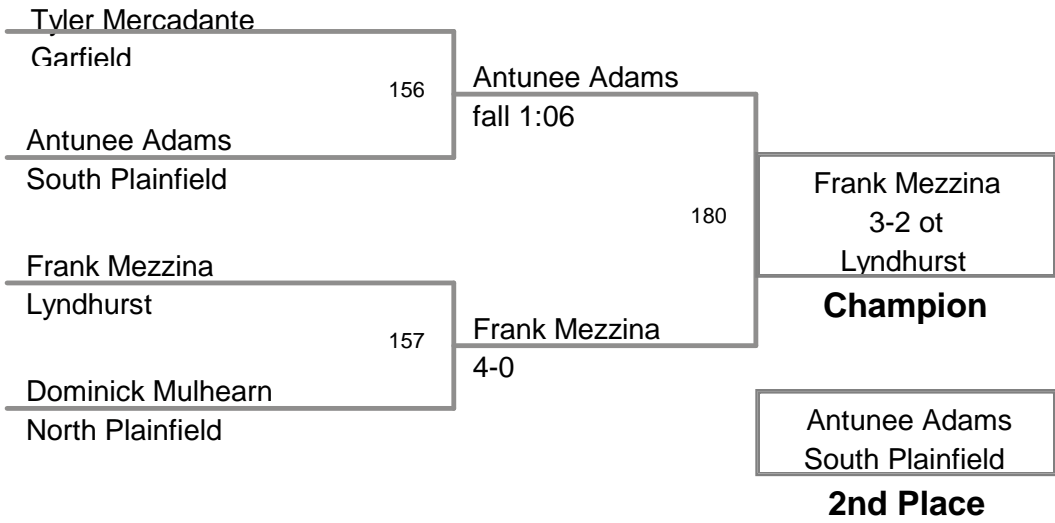 Tyler Mercadante
Garfield
156
Antunee Adams
fall 1:06
Antunee Adams
South Plainfield
180
Frank Mezzina
3-2 ot
Lyndhurst
Champion
Frank Mezzina
Lyndhurst
157
Frank Mezzina
4-0
Dominick Mulhearn
North Plainfield
Antunee Adams
South Plainfield
2nd Place